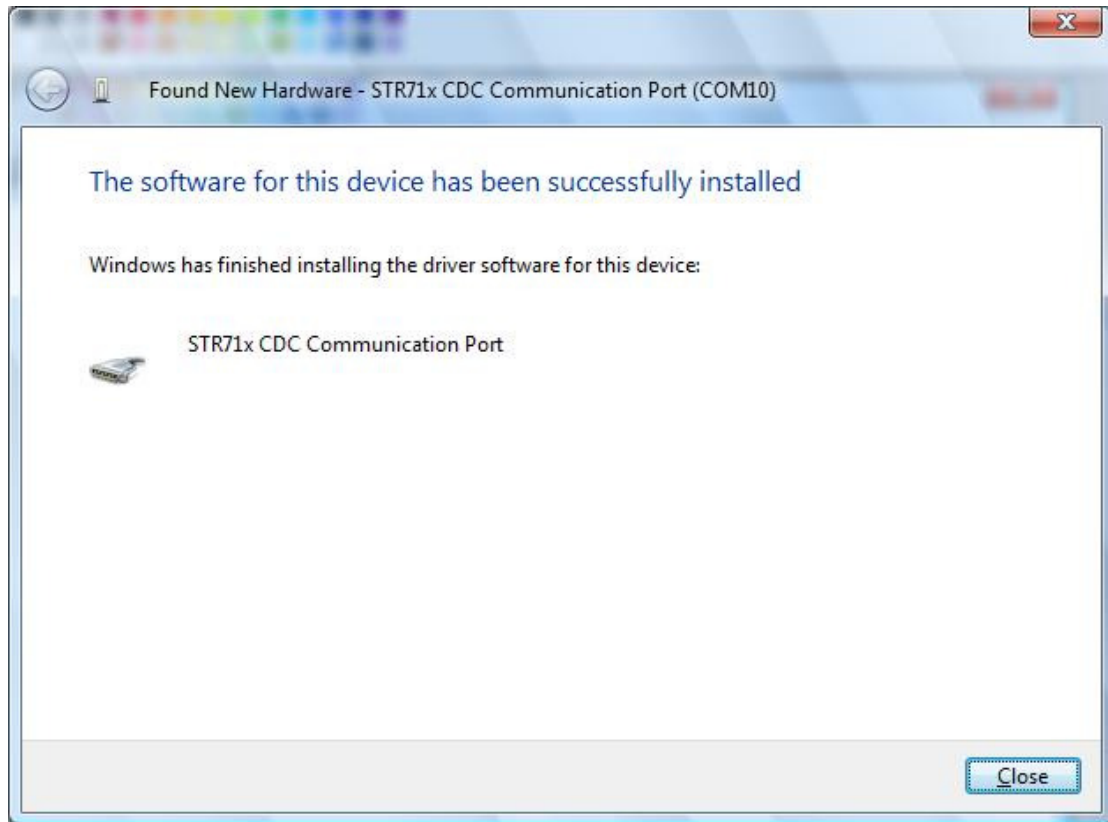 Found New Hardware - STR71x CDC Communication Port (COM10)
The software for this device has been successfully installed
Windows has finished installing the driver software for this device:
STR71x CDC Communication Port
Close